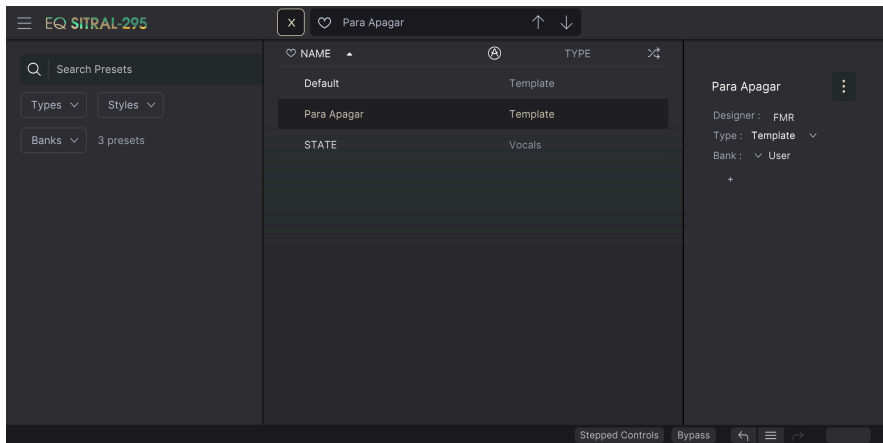 EQ SITRAL-295
X Para Apagar
Search Presets
Types Styles
Banks 3 presets
NAME TYPE
Default Template
Para Apagar Template
STATE Vocals
Para Apagar
Designer : FMR
Type : Template
Bank : User
+
Stepped Controls Bypass